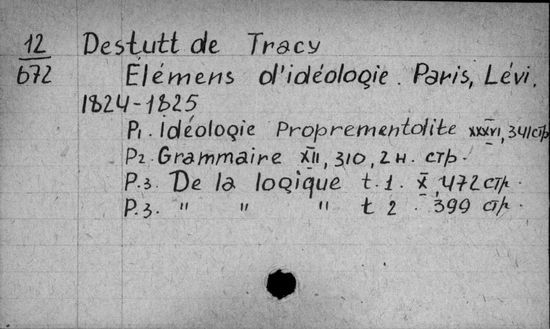 12 Destutt de Tracy
672 Elémens d'idéologie. Paris, Lévi.
1824-1825
P1. idéologie Proprementdite XXXVI, 341 стр
P2. Grammaire XII, 310, 2 н. стр.
P.3. De la logique t. 1. X, 472 стр.
P.3. " " " t 2 . 399 стр.